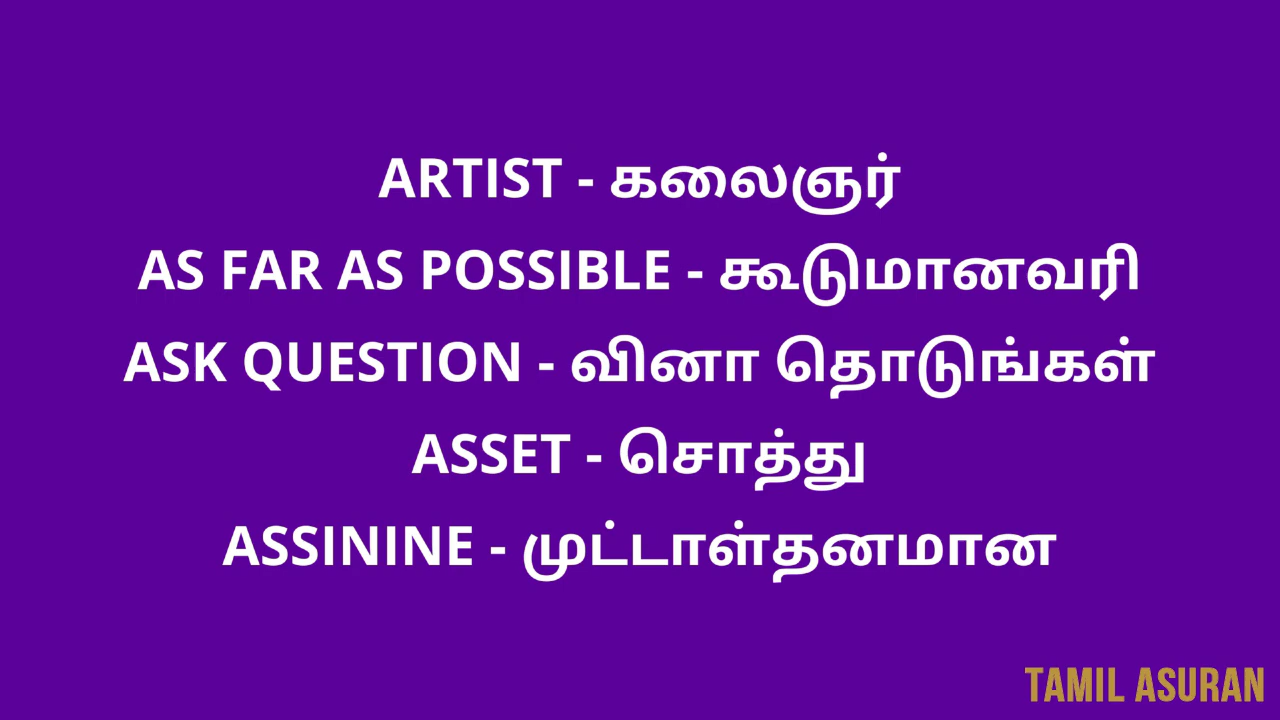 ARTIST - கலைஞர்
AS FAR AS POSSIBLE - கூடுமானவரி
ASK QUESTION - வினா தொடுங்கள்
ASSET - சொத்து
ASSININE - முட்டாள்தனமான
TAMIL ASURAN